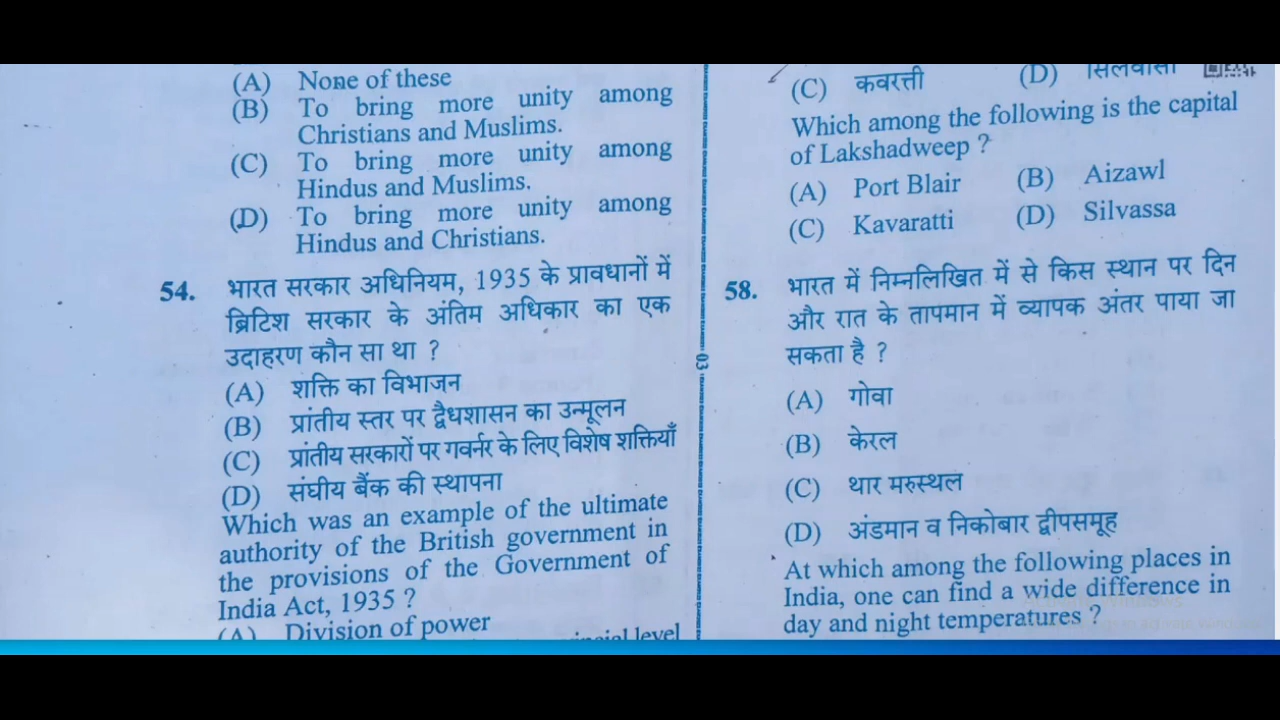 (A) None of these
(B) To bring more unity among
Christians and Muslims.
(C) To bring more unity among
Hindus and Muslims.
(D) To bring more unity among
Hindus and Christians.
54. भारत सरकार अधिनियम, 1935 के प्रावधानों में
ब्रिटिश सरकार के अंतिम अधिकार का एक
उदाहरण कौन सा था ?
(A) शक्ति का विभाजन
(B) प्रांतीय स्तर पर द्वैधशासन का उन्मूलन
(C) प्रांतीय सरकारों पर गवर्नर के लिए विशेष शक्तियाँ
(D) संघीय बैंक की स्थापना
Which was an example of the ultimate
authority of the British government in
the provisions of the Government of
India Act, 1935 ?
(A) Division of power
level
03
(C) कवरत्ती (D) सिलवासा
Which among the following is the capital
of Lakshadweep ?
(A) Port Blair (B) Aizawl
(C) Kavaratti (D) Silvassa
58. भारत में निम्नलिखित में से किस स्थान पर दिन
और रात के तापमान में व्यापक अंतर पाया जा
सकता है ?
(A) गोवा
(B) केरल
(C) थार मरुस्थल
(D) अंडमान व निकोबार द्वीपसमूह
At which among the following places in
India, one can find a wide difference in
day and night temperatures ?